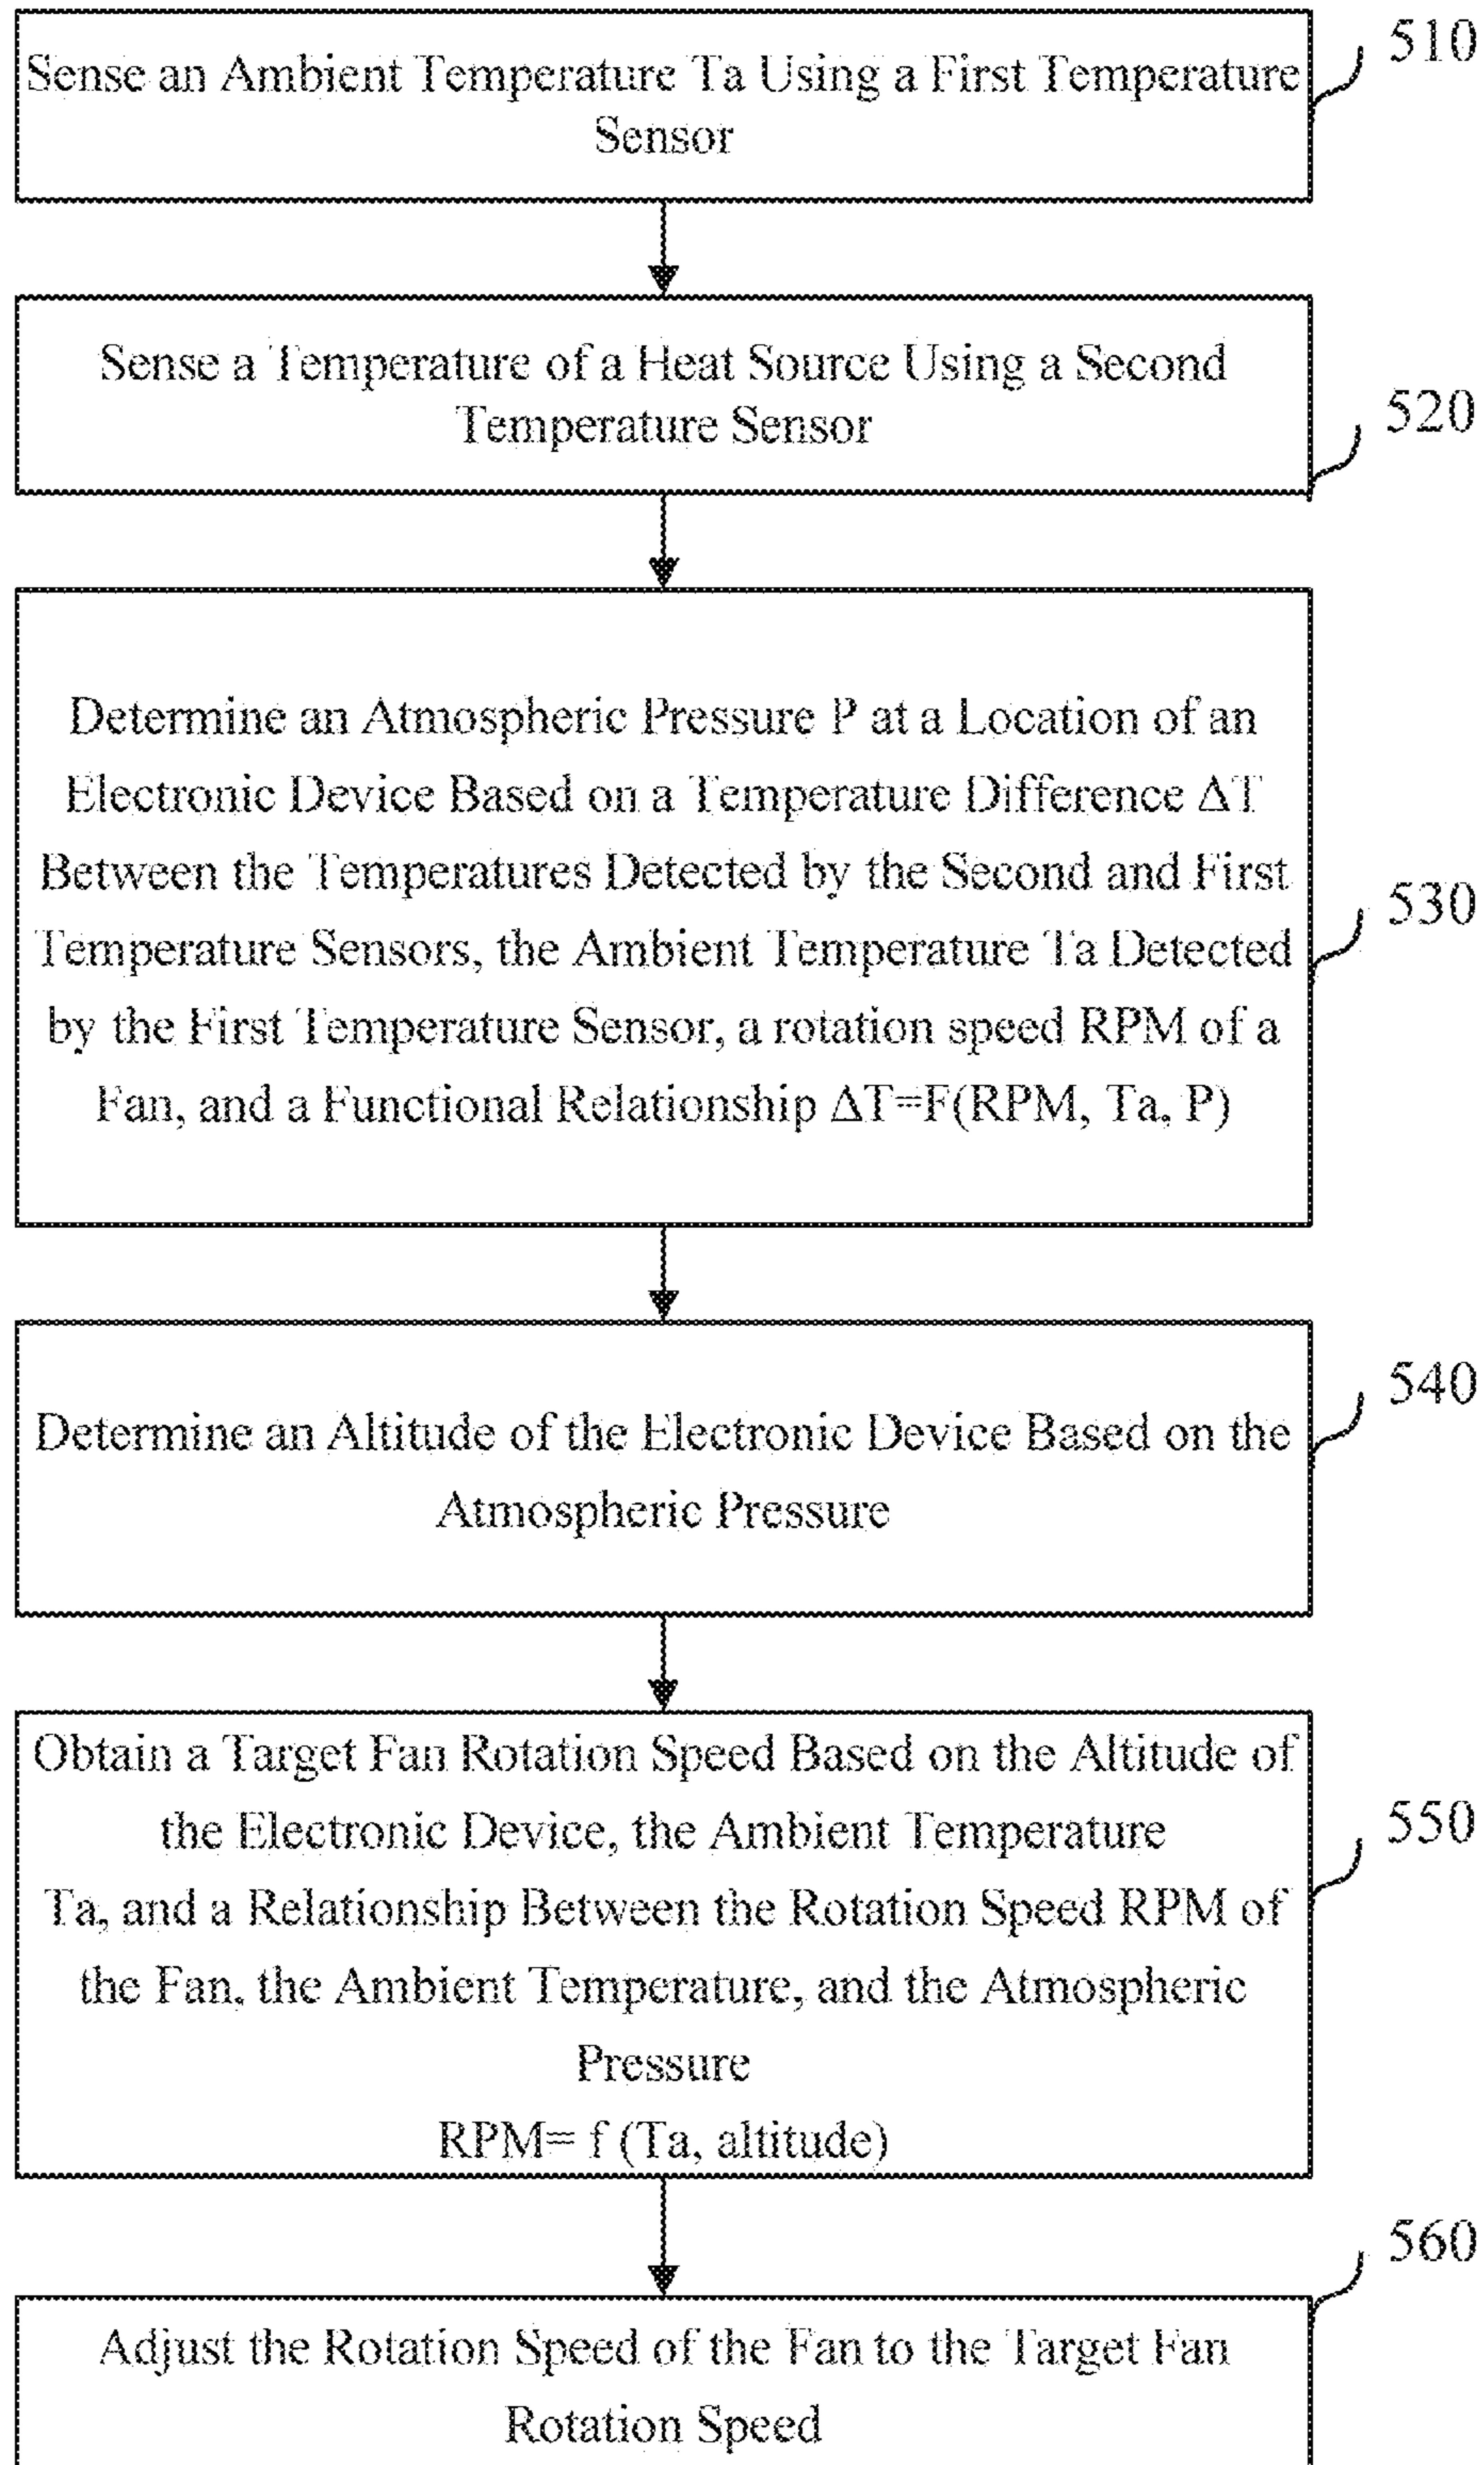 Sense an Ambient Temperature Ta Using a First Temperature
Sensor
510
Sense a Temperature of a Heat Source Using a Second
Temperature Sensor
520
Determine an Atmospheric Pressure P at a Location of an
Electronic Device Based on a Temperature Difference ΔT
Between the Temperatures Detected by the Second and First
Temperature Sensors, the Ambient Temperature Ta Detected
by the First Temperature Sensor, a rotation speed RPM of a
Fan, and a Functional Relationship ΔT=F(RPM, Ta, P)
530
Determine an Altitude of the Electronic Device Based on the
Atmospheric Pressure
540
Obtain a Target Fan Rotation Speed Based on the Altitude of
the Electronic Device, the Ambient Temperature
Ta, and a Relationship Between the Rotation Speed RPM of
the Fan, the Ambient Temperature, and the Atmospheric
Pressure
RPM= f (Ta, altitude)
550
Adjust the Rotation Speed of the Fan to the Target Fan
Rotation Speed
560